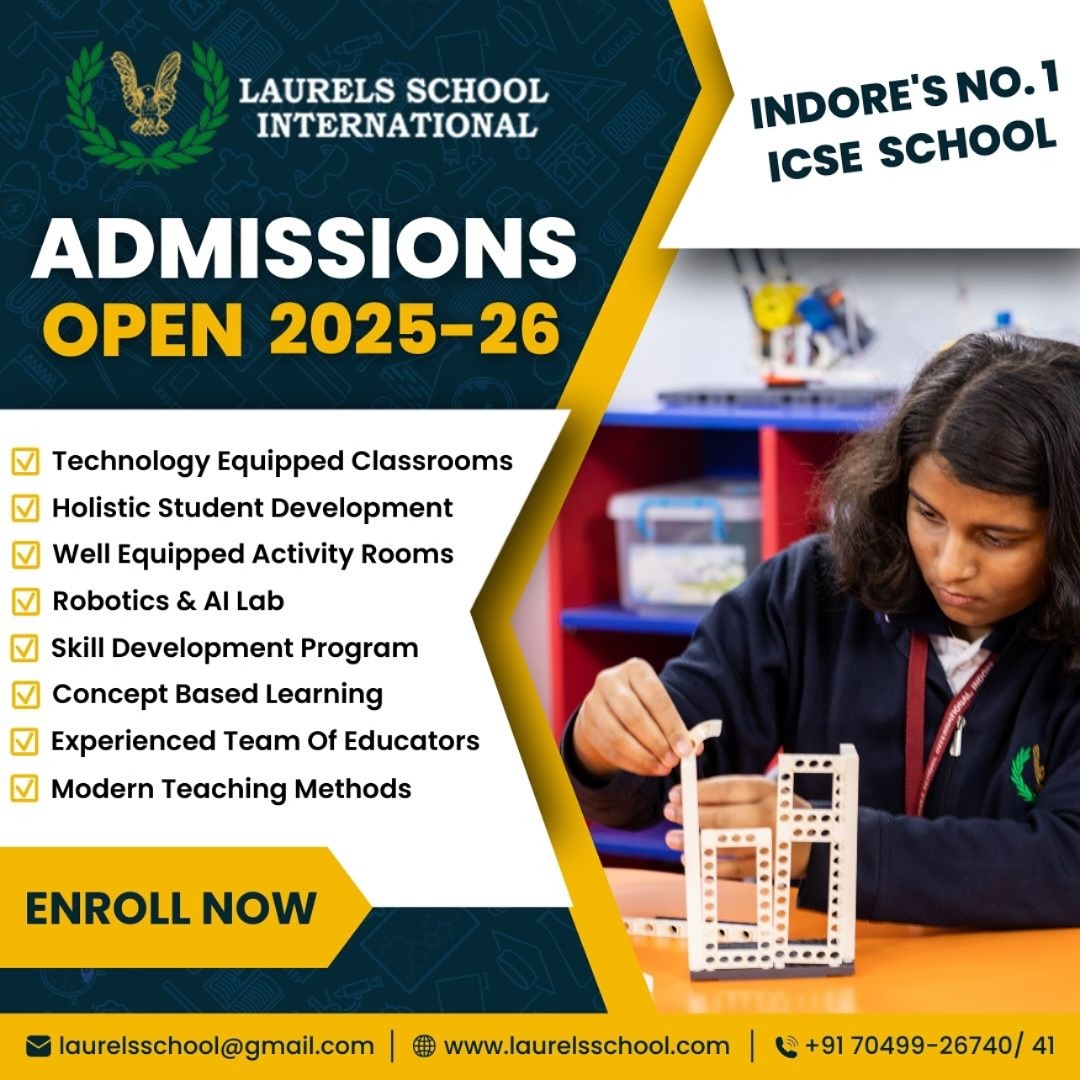 LAURELS SCHOOL
INTERNATIONAL
INDORE'S NO. 1
ICSE SCHOOL
ADMISSIONS
OPEN 2025-26
Technology Equipped Classrooms
Holistic Student Development
Well Equipped Activity Rooms
Robotics & AI Lab
Skill Development Program
Concept Based Learning
Experienced Team Of Educators
Modern Teaching Methods
ENROLL NOW
laurelsschool@gmail.com | www.laurelsschool.com | +91 70499-26740/ 41